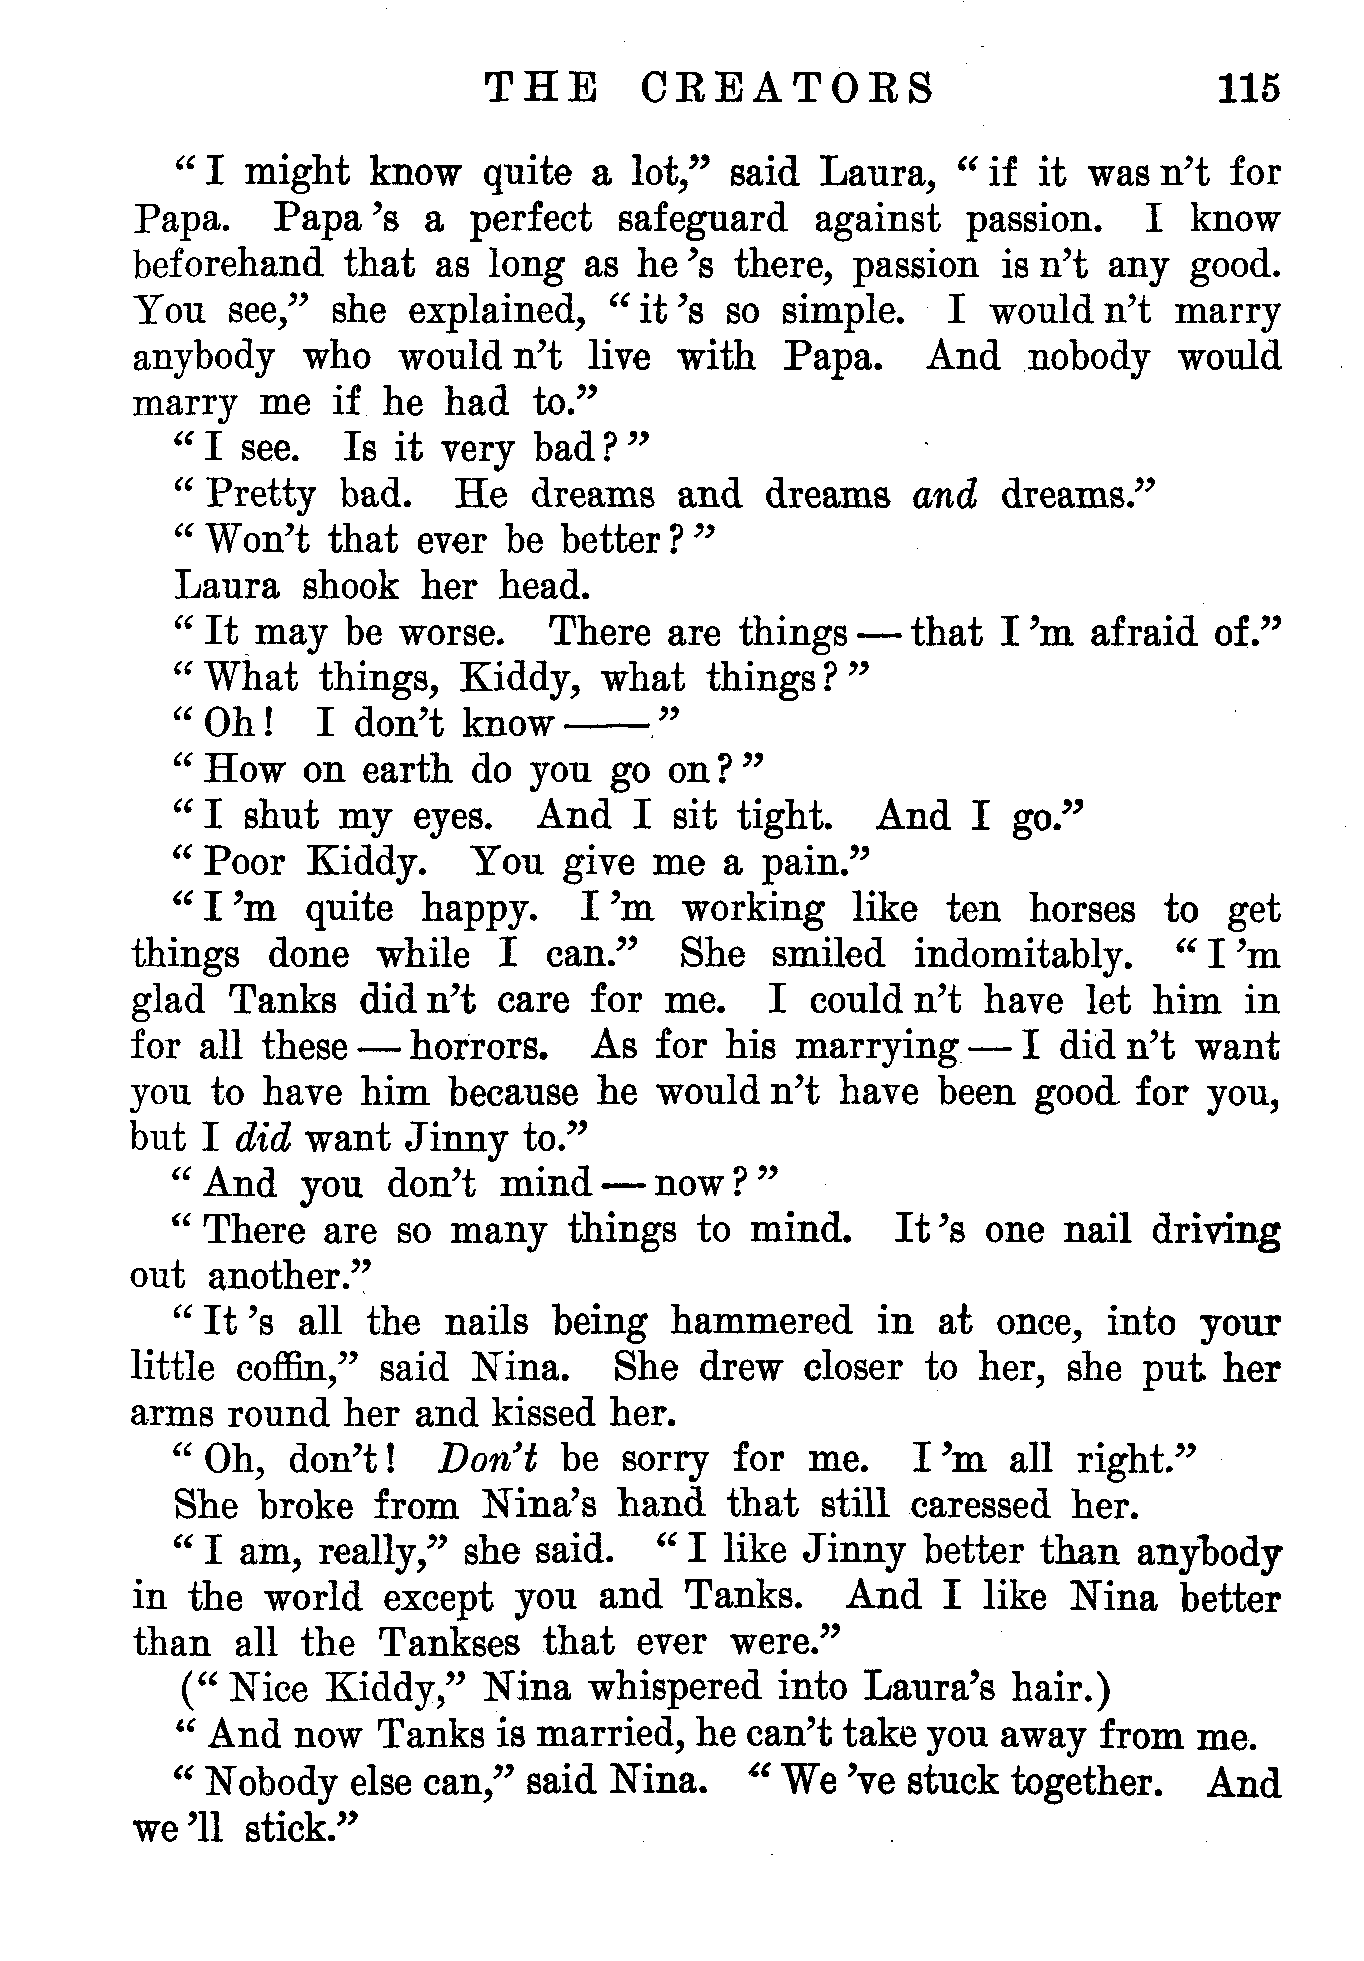 THE CREATORS 115
“I might know quite a lot,” said Laura, “if it was n’t for
Papa. Papa ’s a perfect safeguard against passion. I know
beforehand that as long as he ’s there, passion is n’t any good.
You see,” she explained, “it ’s so simple. I would n’t marry
anybody who would n’t live with Papa. And nobody would
marry me if he had to.”
“I see. Is it very bad?”
“Pretty bad. He dreams and dreams and dreams.”
“Won’t that ever be better?”
Laura shook her head.
“It may be worse. There are things — that I ’m afraid of.”
“What things, Kiddy, what things?”
“Oh! I don’t know ——”
“How on earth do you go on?”
“I shut my eyes. And I sit tight. And I go.”
“Poor Kiddy. You give me a pain.”
“I ’m quite happy. I ’m working like ten horses to get
things done while I can.” She smiled indomitably. “I ’m
glad Tanks did n’t care for me. I could n’t have let him in
for all these — horrors. As for his marrying — I did n’t want
you to have him because he would n’t have been good for you,
but I did want Jinny to.”
“And you don’t mind — now?”
“There are so many things to mind. It ’s one nail driving
out another.”
“It ’s all the nails being hammered in at once, into your
little coffin,” said Nina. She drew closer to her, she put her
arms round her and kissed her.
“Oh, don’t! Don’t be sorry for me. I ’m all right.”
She broke from Nina’s hand that still caressed her.
“I am, really,” she said. “I like Jinny better than anybody
in the world except you and Tanks. And I like Nina better
than all the Tankses that ever were.”
(“Nice Kiddy,” Nina whispered into Laura’s hair.)
“And now Tanks is married, he can’t take you away from me.
“Nobody else can,” said Nina. “We ’ve stuck together. And
we ’ll stick.”